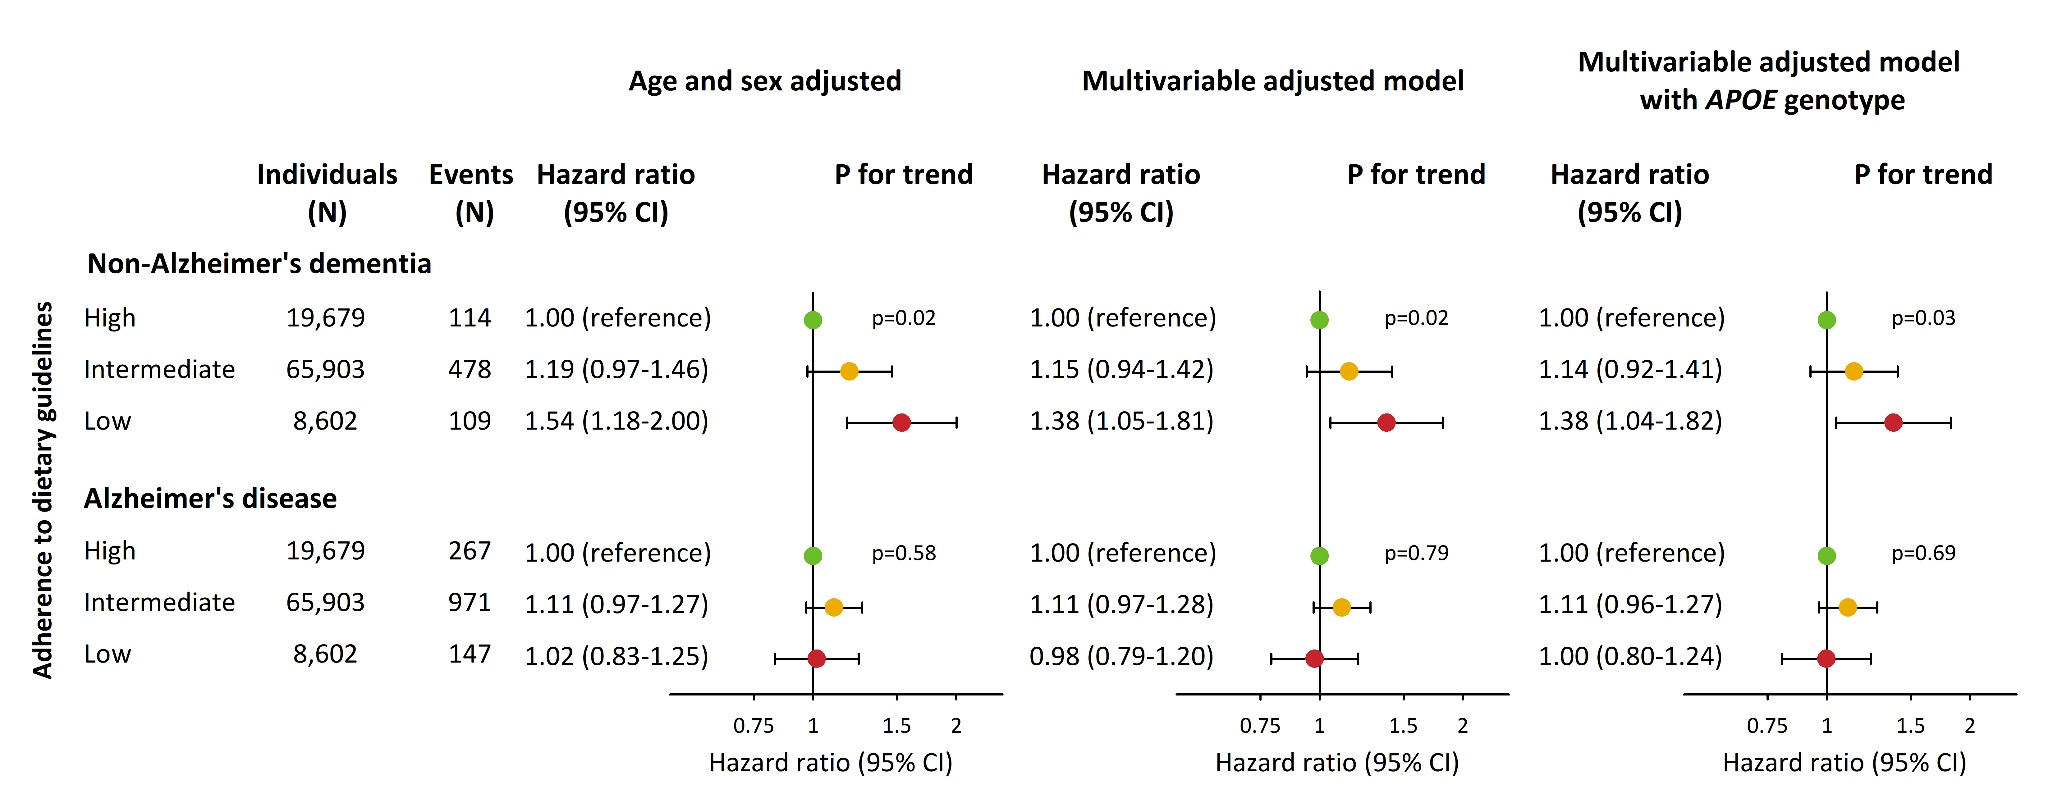 Age and sex adjusted
Multivariable adjusted model
Multivariable adjusted model
with APOE genotype
Individuals
(N)
Events
(N)
Hazard ratio
(95% CI)
P for trend
Hazard ratio
(95% CI)
P for trend
Hazard ratio
(95% CI)
P for trend
Adherence to dietary guidelines
Non-Alzheimer's dementia
High 19,679 114 1.00 (reference) p=0.02 1.00 (reference) p=0.02 1.00 (reference) p=0.03
Intermediate 65,903 478 1.19 (0.97-1.46) 1.15 (0.94-1.42) 1.14 (0.92-1.41)
Low 8,602 109 1.54 (1.18-2.00) 1.38 (1.05-1.81) 1.38 (1.04-1.82)
Alzheimer's disease
High 19,679 267 1.00 (reference) p=0.58 1.00 (reference) p=0.79 1.00 (reference) p=0.69
Intermediate 65,903 971 1.11 (0.97-1.27) 1.11 (0.97-1.28) 1.11 (0.96-1.27)
Low 8,602 147 1.02 (0.83-1.25) 0.98 (0.79-1.20) 1.00 (0.80-1.24)
0.75 1 1.5 2 0.75 1 1.5 2 0.75 1 1.5 2
Hazard ratio (95% CI) Hazard ratio (95% CI) Hazard ratio (95% CI)